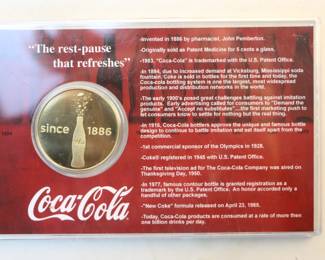 "The rest-pause
that refreshes"
since 1886
Coca-Cola
-Invented in 1886 by pharmacist, John Pemberton.
-Originally sold as Patent Medicine for 5 cents a glass.
-1893, "Coca-Cola" is trademarked with the U.S. Patent Office.
-In 1894, due to increased demand at Vicksburg, Mississippi soda
fountain, Coke is sold in bottles for the first time and today, the
Coca-Cola bottling system is one of the largest, most widespread
production and distribution networks in the world.
-The early 1900's posed great challenges battling against imitation
products. Early advertising called for consumers to "Demand the
genuine" and "Accept no substitutes"...the first marketing push to
let consumers know to settle for nothing but the real thing.
-In 1916, Coca-Cola bottlers approve the unique and famous bottle
design to continue to battle imitation and set itself apart from the
competition.
-1st commercial sponsor of the Olympics in 1928.
-Coke® registered in 1945 with U.S. Patent Office.
-The first television ad for The Coca-Cola Company was aired on
Thanksgiving Day, 1950.
-In 1977, famous contour bottle is granted registration as a
trademark by the U.S. Patent Office. An honor accorded only a
handful of other packages.
-"New Coke" formula released on April 23, 1985.
-Today, Coca-Cola products are consumed at a rate of more than
one billion drinks per day.